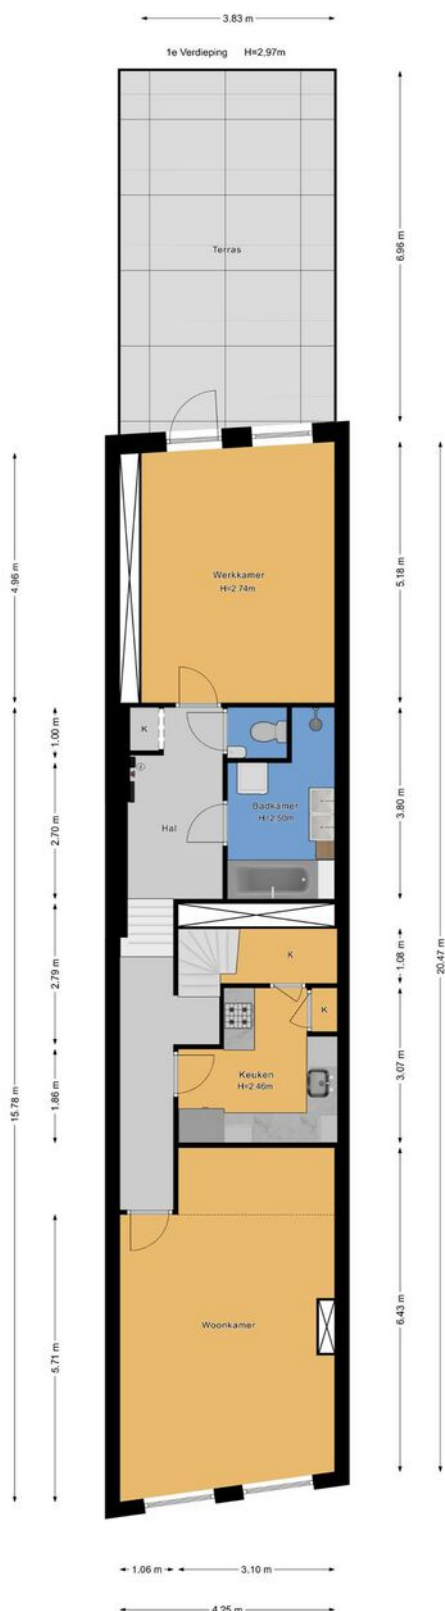 3.83 m
1e Verdieping H=2,97m
Terras
6.96 m
4.96 m
5.18 m
20.47 m
Werkkamer
H=2.74m
K
1.00 m
Hal
2.70 m
Badkamer
H=2.50m
3.80 m
K
1.08 m
2.79 m
K
Keuken
H=2.46m
3.07 m
1.86 m
15.78 m
Woonkamer
6.43 m
5.71 m
1.06 m
3.10 m
4.25 m